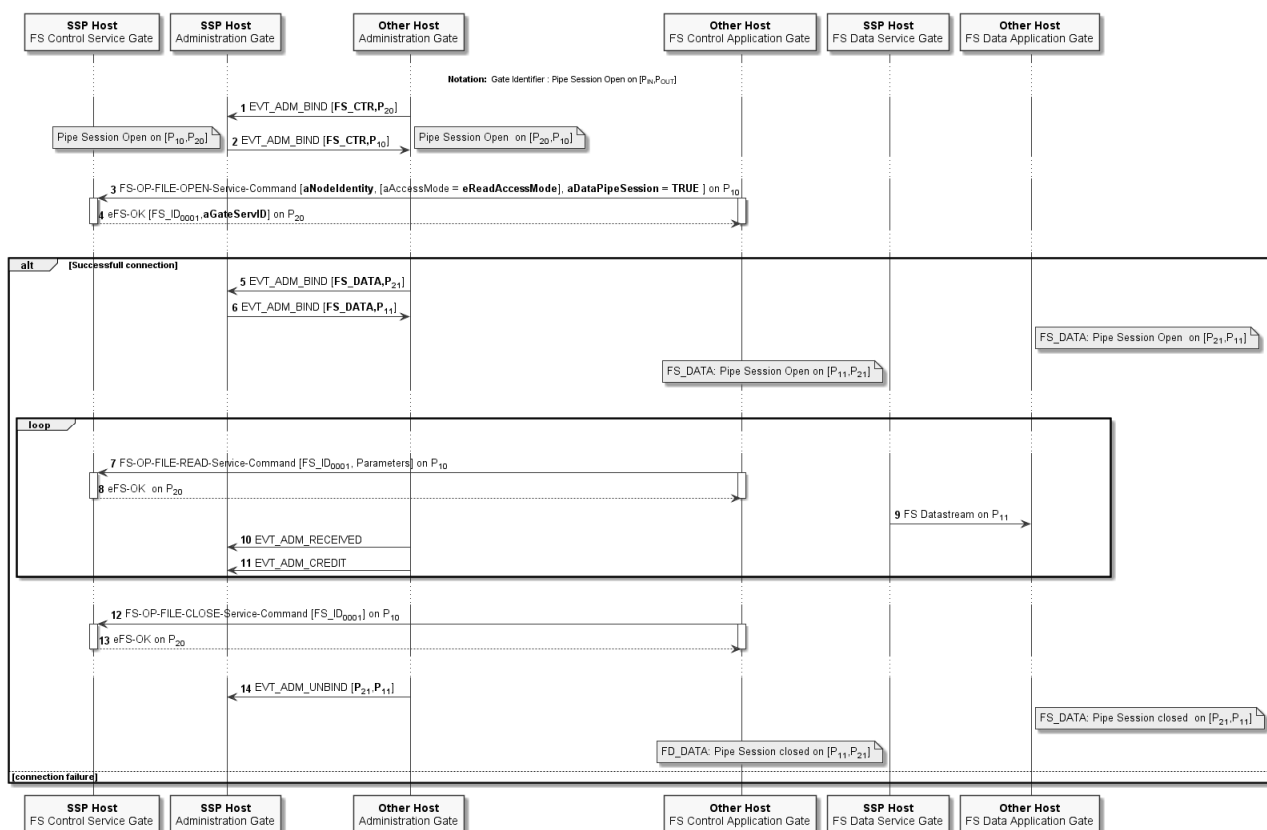 SSP Host SSP Host Other Host Other Host SSP Host Other Host
FS Control Service Gate Administration Gate Administration Gate FS Control Application Gate FS Data Service Gate FS Data Application Gate
Notation: Gate Identifier : Pipe Session Open on [PIN,POUT]
1 EVT_ADM_BIND [FS_CTR,P20]
Pipe Session Open on [P10,P20] 2 EVT_ADM_BIND [FS_CTR,P10] Pipe Session Open on [P20,P10]
3 FS-OP-FILE-OPEN-Service-Command [aNodeIdentity, [aAccessMode = eReadAccessMode], aDataPipeSession = TRUE ] on P10
4 eFS-OK [FS_ID0001,aGateServID] on P20
alt [Successfull connection]
5 EVT_ADM_BIND [FS_DATA,P21]
6 EVT_ADM_BIND [FS_DATA,P11]
FS_DATA: Pipe Session Open on [P21,P11]
FS_DATA: Pipe Session Open on [P11,P21]
loop
7 FS-OP-FILE-READ-Service-Command [FS_ID0001, Parameters] on P10
8 eFS-OK on P20
9 FS Datastream on P11
10 EVT_ADM_RECEIVED
11 EVT_ADM_CREDIT
12 FS-OP-FILE-CLOSE-Service-Command [FS_ID0001] on P10
13 eFS-OK on P20
14 EVT_ADM_UNBIND [P21,P11]
FS_DATA: Pipe Session closed on [P21,P11]
FD_DATA: Pipe Session closed on [P11,P21]
[connection failure]
SSP Host SSP Host Other Host Other Host SSP Host Other Host
FS Control Service Gate Administration Gate Administration Gate FS Control Application Gate FS Data Service Gate FS Data Application Gate